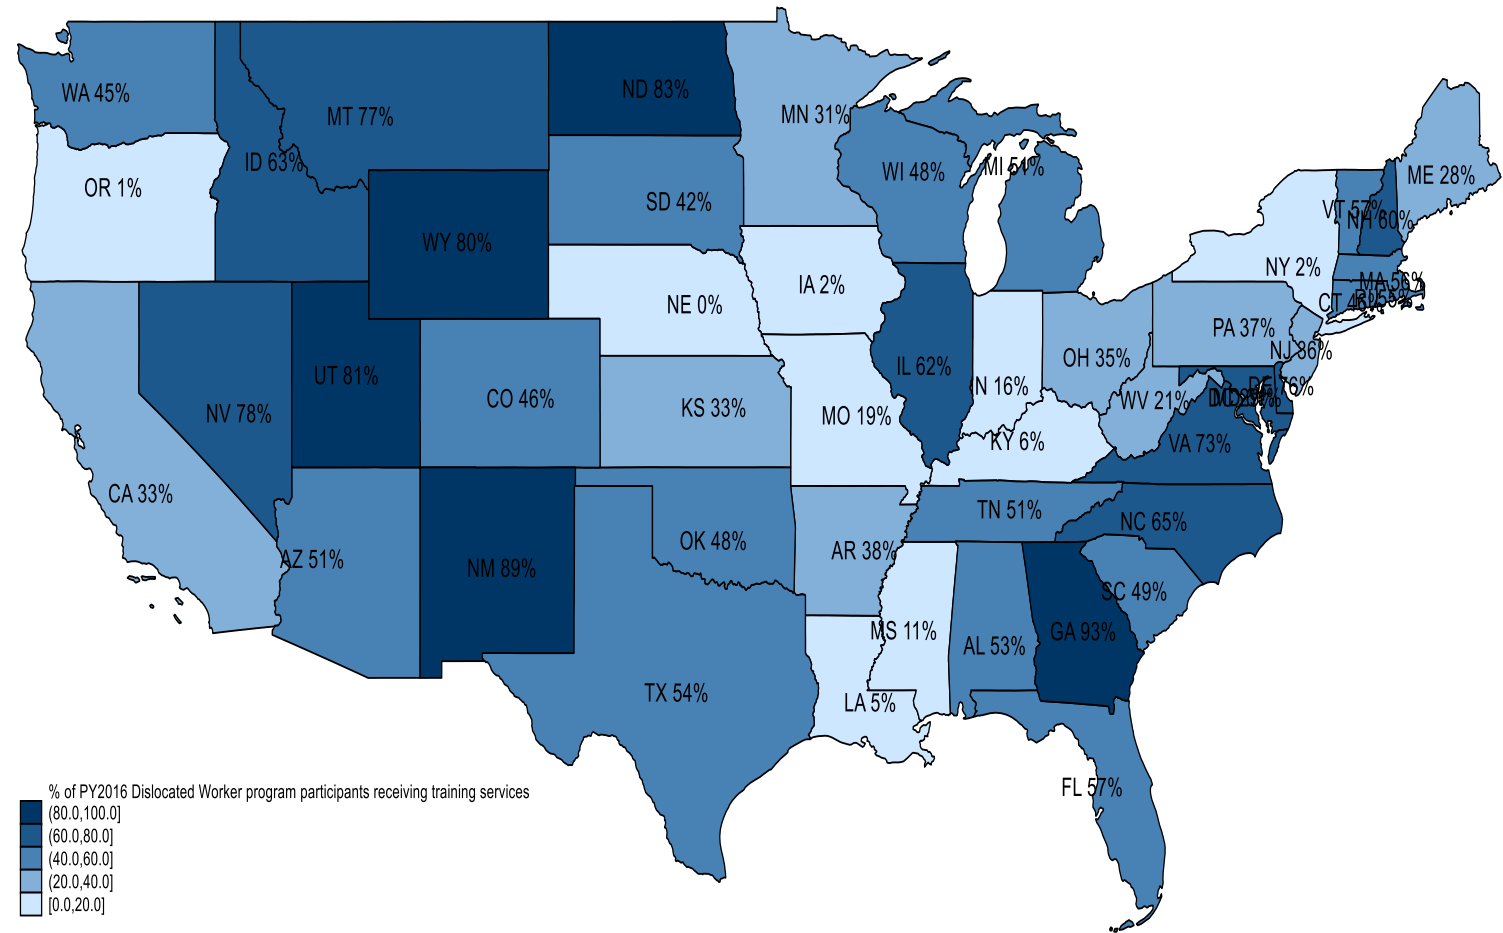 WA 45%
MT 77%
ND 83%
MN 31%
ID 63%
OR 1%
WI 48%
MI 51%
ME 28%
SD 42%
VT 57%
NH 60%
WY 80%
NY 2%
MA 56%
IA 2%
NE 0%
CT 46%
RI 55%
PA 37%
NJ 36%
OH 35%
IL 62%
UT 81%
IN 16%
DE 76%
CO 46%
WV 21%
NV 78%
KS 33%
MO 19%
KY 6%
VA 73%
CA 33%
TN 51%
NC 65%
OK 48%
AR 38%
AZ 51%
NM 89%
SC 49%
MS 11%
GA 93%
AL 53%
TX 54%
LA 5%
FL 57%
% of PY2016 Dislocated Worker program participants receiving training services
(80.0,100.0]
(60.0,80.0]
(40.0,60.0]
(20.0,40.0]
[0.0,20.0]